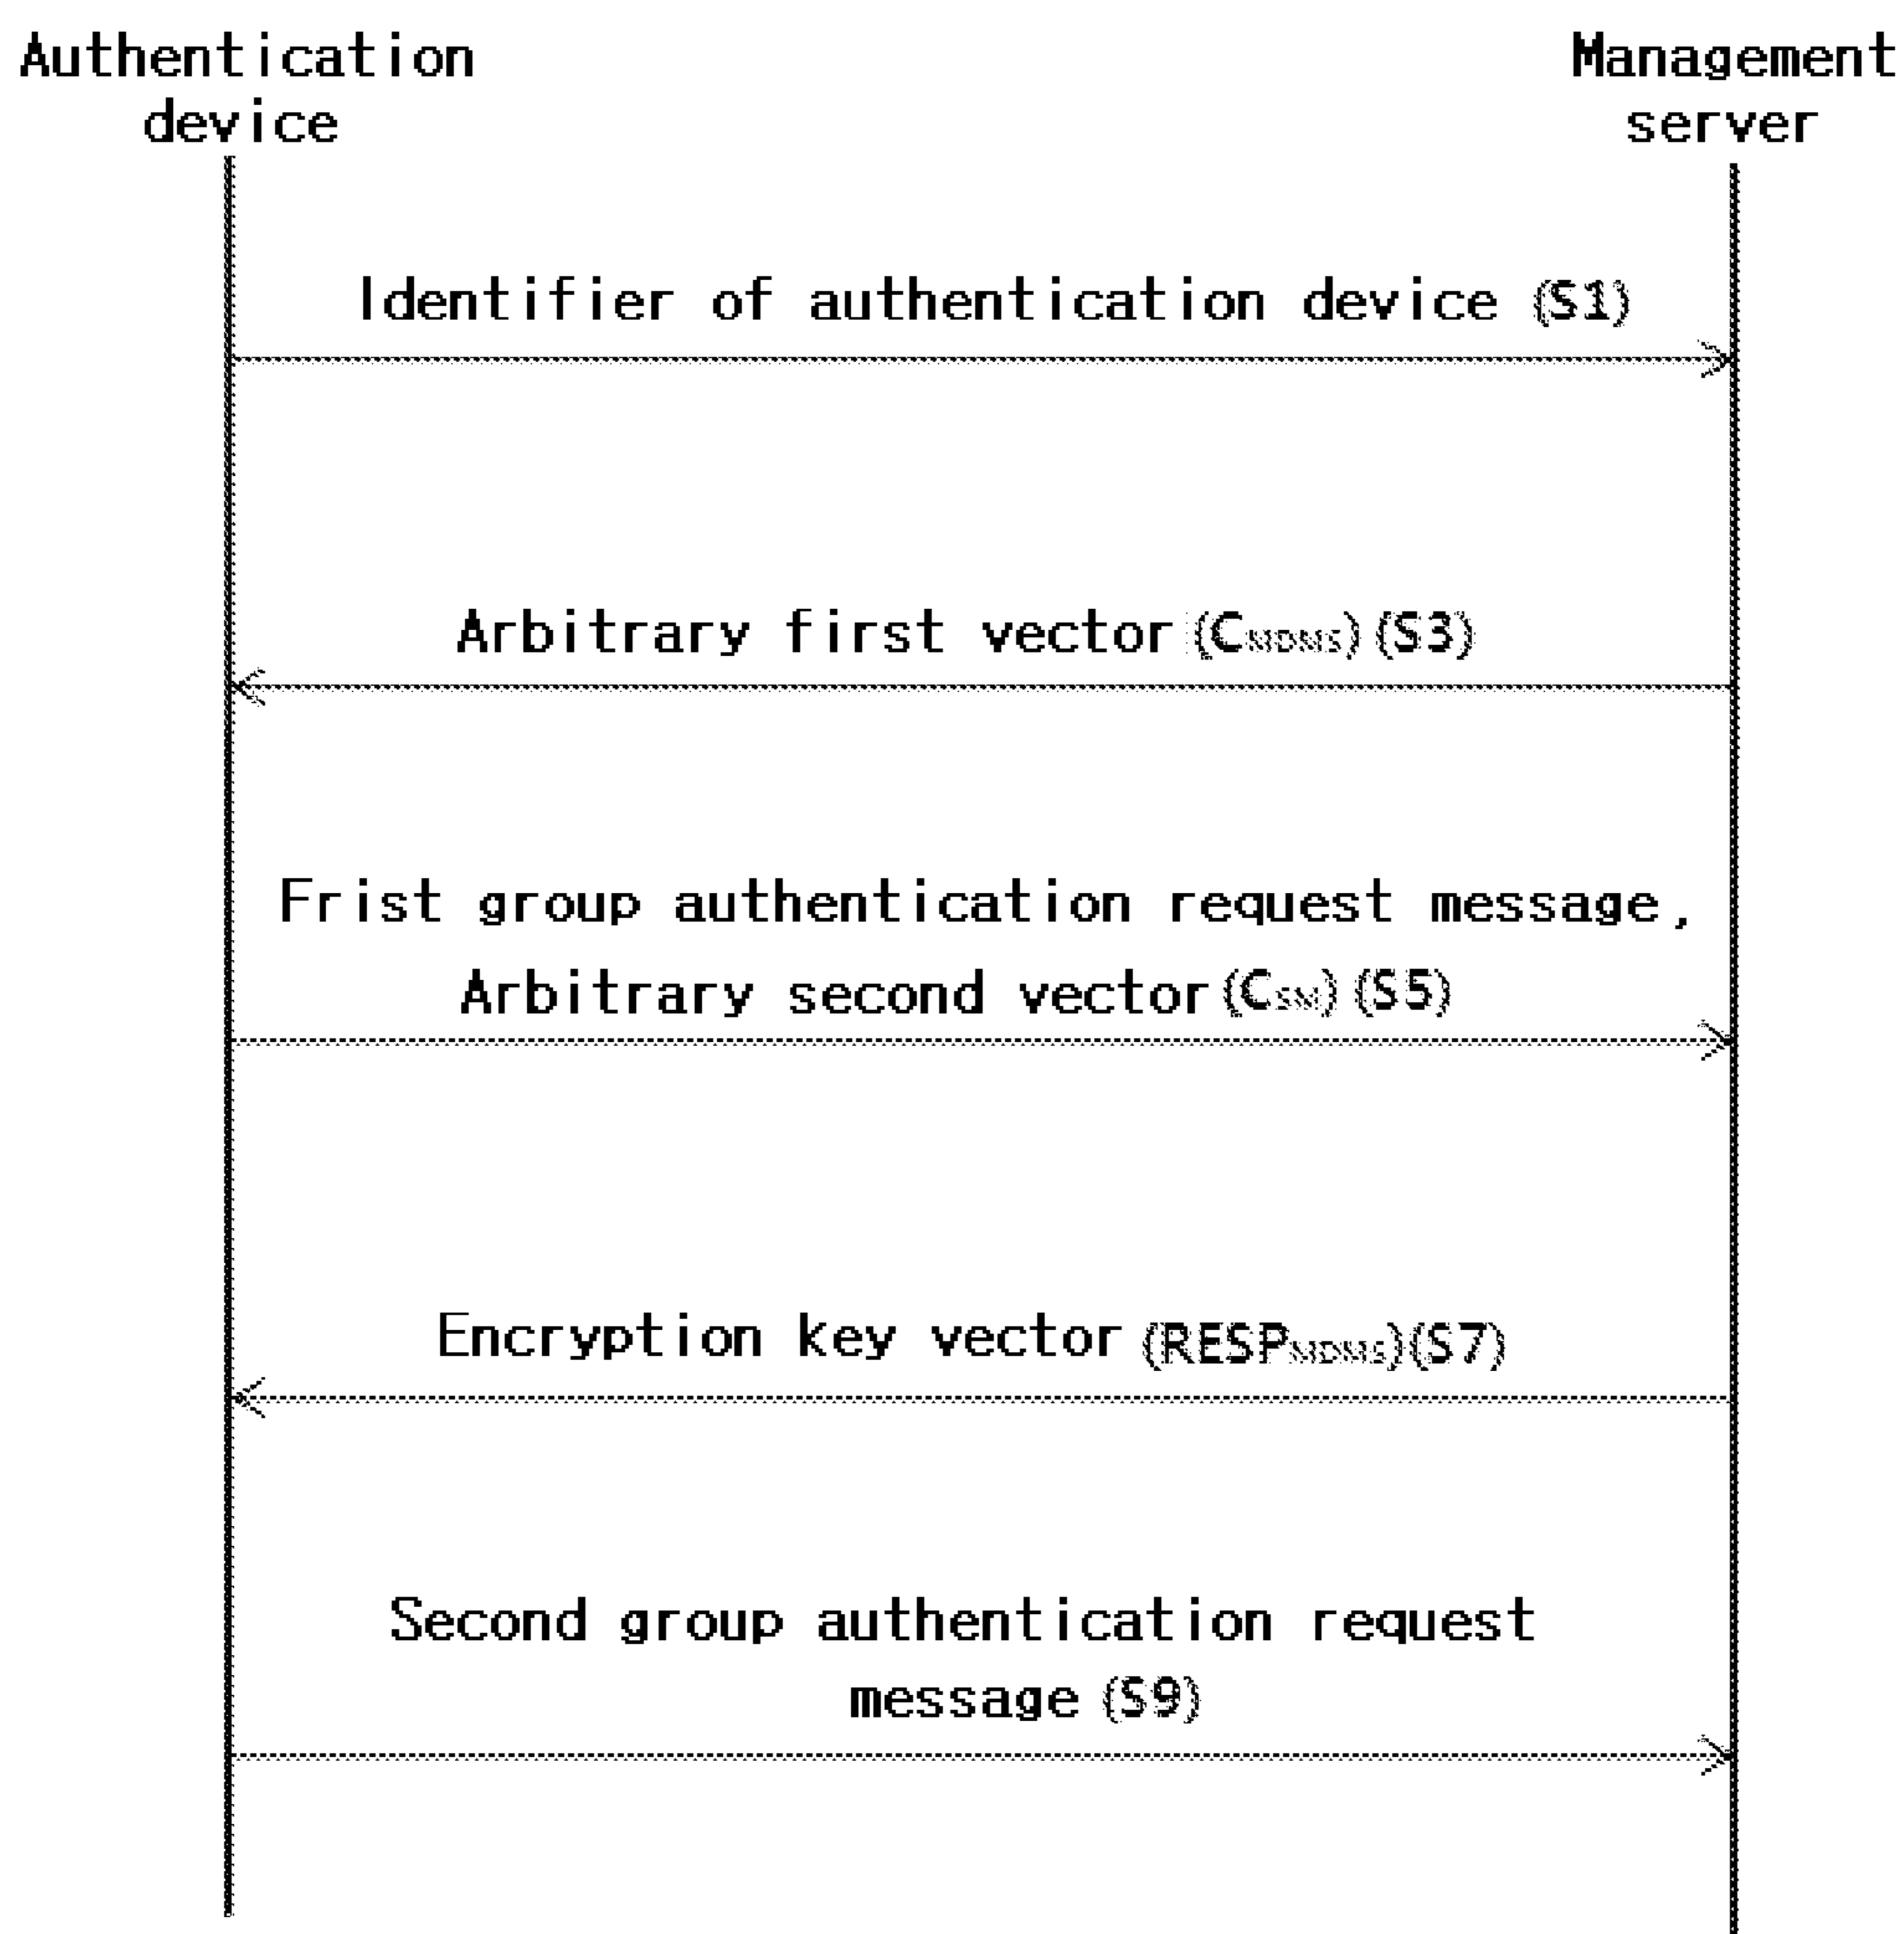 Authentication
device
Management
server
Identifier of authentication device (S1)
Arbitrary first vector (CMDMS) (S3)
Frist group authentication request message,
Arbitrary second vector (CSM) (S5)
Encryption key vector (RESPMDMS) (S7)
Second group authentication request
message (S9)